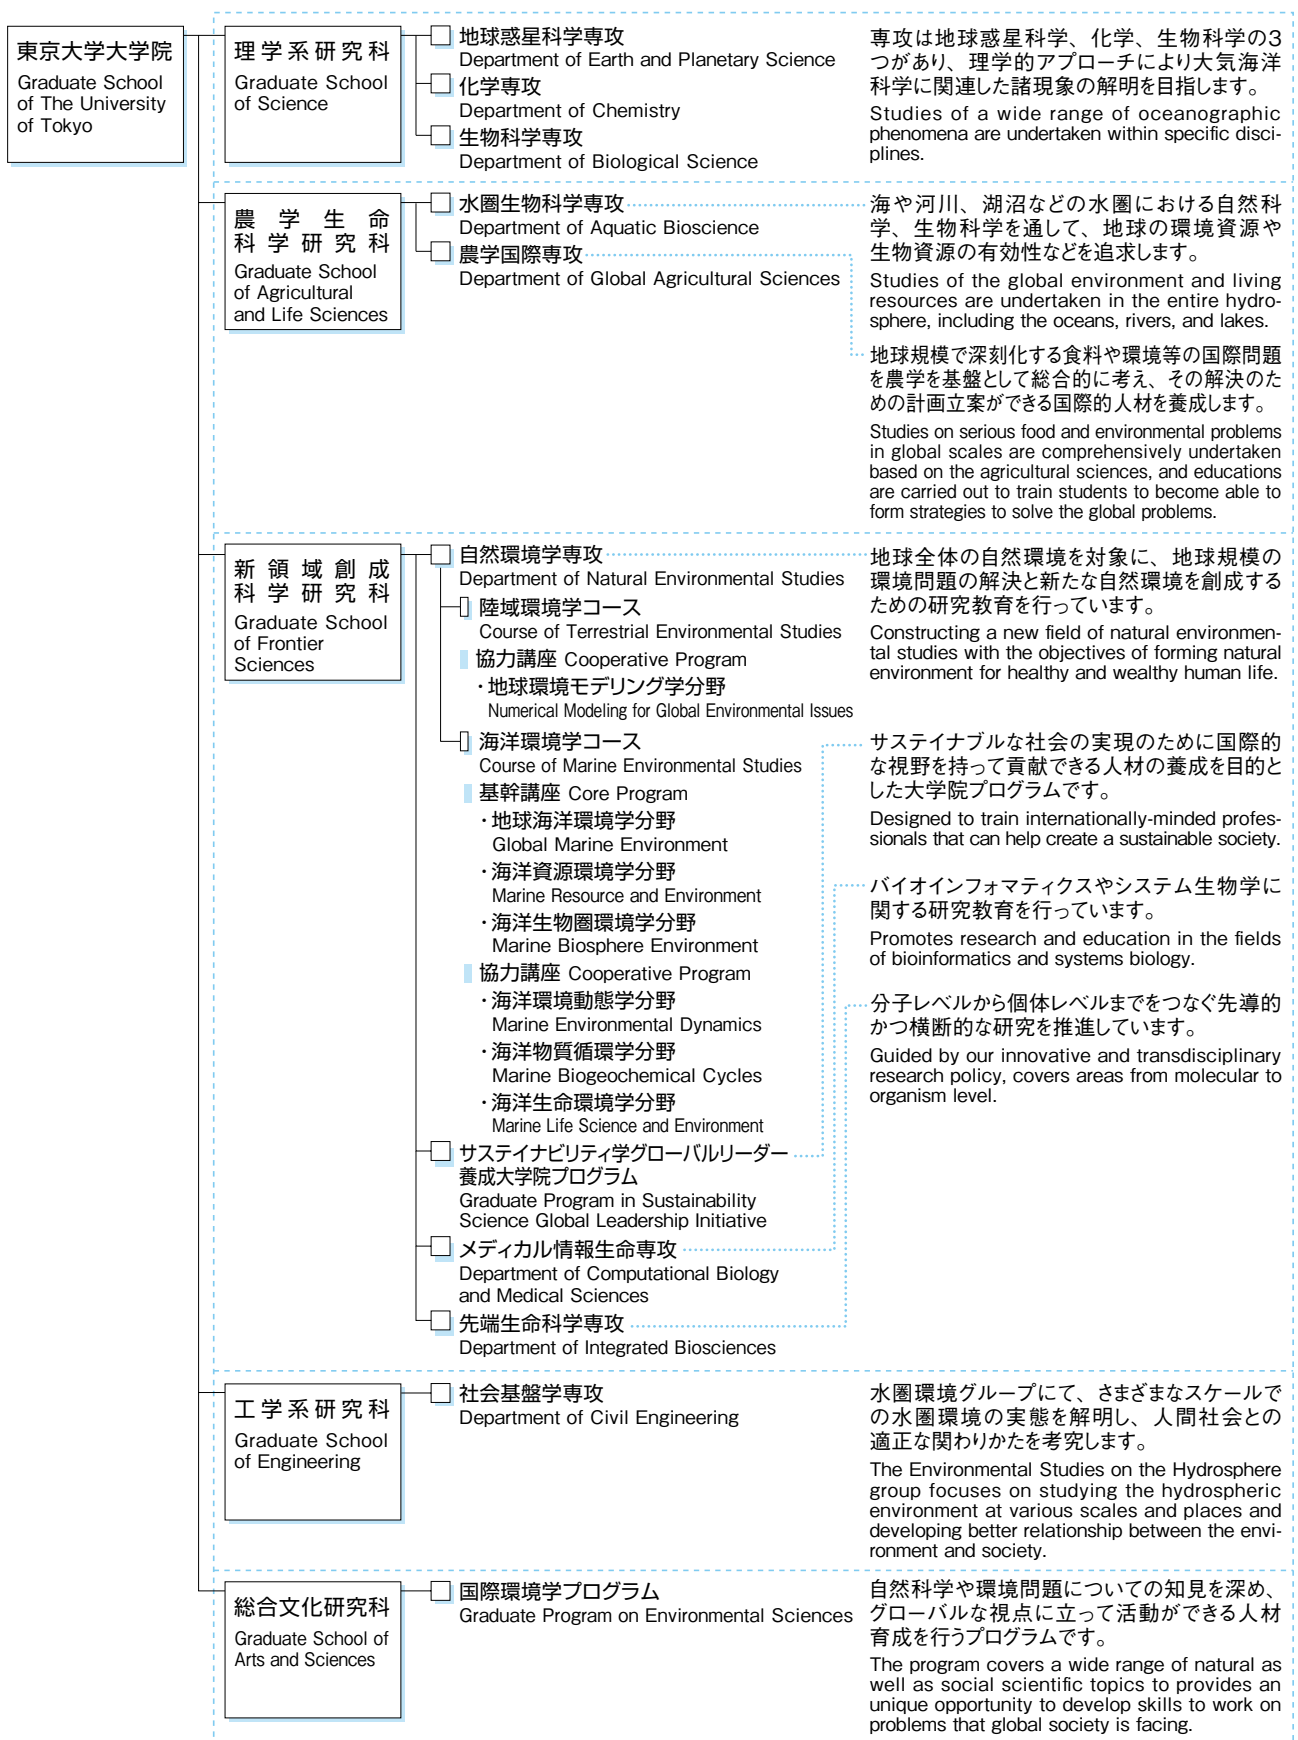 東京大学大学院
Graduate School
of The University
of Tokyo
理学系研究科
Graduate School
of Science
地球惑星科学専攻
Department of Earth and Planetary Science
化学専攻
Department of Chemistry
生物科学専攻
Department of Biological Science
専攻は地球惑星科学、化学、生物科学の3
つがあり、理学的アプローチにより大気海洋
科学に関連した諸現象の解明を目指します。
Studies of a wide range of oceanographic
phenomena are undertaken within specific disci-
plines.
農学生命
科学研究科
Graduate School
of Agricultural
and Life Sciences
水圏生物科学専攻
Department of Aquatic Bioscience
農学国際専攻
Department of Global Agricultural Sciences
海や河川、湖沼などの水圏における自然科
学、生物科学を通して、地球の環境資源や
生物資源の有効性などを追求します。
Studies of the global environment and living
resources are undertaken in the entire hydro-
sphere, including the oceans, rivers, and lakes.
地球規模で深刻化する食料や環境等の国際問題
を農学を基盤として総合的に考え、その解決のた
めの計画立案ができる国際的人材を養成します。
Studies on serious food and environmental problems
in global scales are comprehensively undertaken
based on the agricultural sciences, and educations
are carried out to train students to become able to
form strategies to solve the global problems.
新領域創成
科学研究科
Graduate School
of Frontier
Sciences
自然環境学専攻
Department of Natural Environmental Studies
陸域環境学コース
Course of Terrestrial Environmental Studies
協力講座 Cooperative Program
・地球環境モデリング学分野
Numerical Modeling for Global Environmental Issues
海洋環境学コース
Course of Marine Environmental Studies
基幹講座 Core Program
・地球海洋環境学分野
Global Marine Environment
・海洋資源環境学分野
Marine Resource and Environment
・海洋生物圏環境学分野
Marine Biosphere Environment
協力講座 Cooperative Program
・海洋環境動態学分野
Marine Environmental Dynamics
・海洋物質循環学分野
Marine Biogeochemical Cycles
・海洋生命環境学分野
Marine Life Science and Environment
サステイナビリティ学グローバルリーダー
養成大学院プログラム
Graduate Program in Sustainability
Science Global Leadership Initiative
メディカル情報生命専攻
Department of Computational Biology
and Medical Sciences
先端生命科学専攻
Department of Integrated Biosciences
地球全体の自然環境を対象に、地球規模の
環境問題の解決と新たな自然環境を創成する
ための研究教育を行っています。
Constructing a new field of natural environmen-
tal studies with the objectives of forming natural
environment for healthy and wealthy human life.
サステイナブルな社会の実現のために国際的
な視野を持って貢献できる人材の養成を目的と
した大学院プログラムです。
Designed to train internationally-minded profes-
sionals that can help create a sustainable society.
バイオインフォマティクスやシステム生物学に
関する研究教育を行っています。
Promotes research and education in the fields
of bioinformatics and systems biology.
分子レベルから個体レベルまでをつなぐ先導的
かつ横断的な研究を推進しています。
Guided by our innovative and transdisciplinary
research policy, covers areas from molecular to
organism level.
工学系研究科
Graduate School
of Engineering
社会基盤学専攻
Department of Civil Engineering
水圏環境グループにて、さまざまなスケールで
の水圏環境の実態を解明し、人間社会との
適正な関わりかたを考究します。
The Environmental Studies on the Hydrosphere
group focuses on studying the hydrospheric
environment at various scales and places and
developing better relationship between the envi-
ronment and society.
総合文化研究科
Graduate School of
Arts and Sciences
国際環境学プログラム
Graduate Program on Environmental Sciences
自然科学や環境問題についての知見を深め、
グローバルな視点に立って活動ができる人材
育成を行うプログラムです。
The program covers a wide range of natural as
well as social scientific topics to provides an
unique opportunity to develop skills to work on
problems that global society is facing.